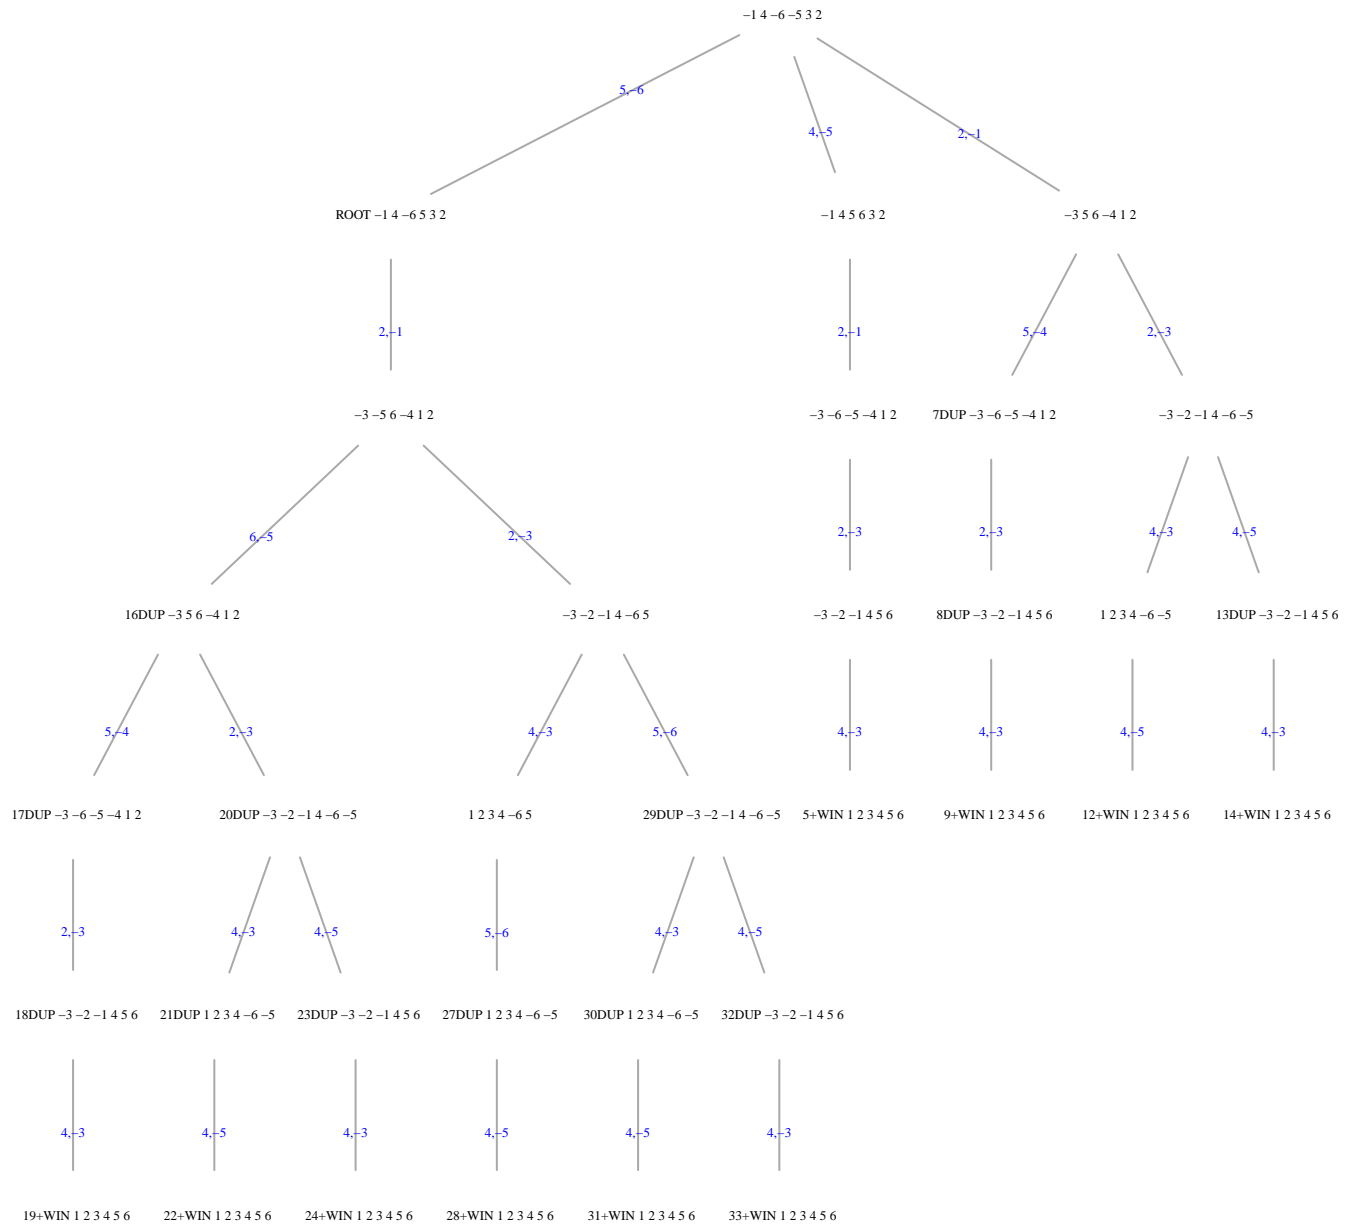 −1 4 −6 −5 3 2
5,−6
4,−5
2,−1
ROOT −1 4 −6 5 3 2
−1 4 5 6 3 2
−3 5 6 −4 1 2
2,−1
2,−1
5,−4
2,−3
−3 −5 6 −4 1 2
−3 −6 −5 −4 1 2
7DUP −3 −6 −5 −4 1 2
−3 −2 −1 4 −6 −5
6,−5
2,−3
2,−3
2,−3
4,−3
4,−5
16DUP −3 5 6 −4 1 2
−3 −2 −1 4 −6 5
−3 −2 −1 4 5 6
8DUP −3 −2 −1 4 5 6
1 2 3 4 −6 −5
13DUP −3 −2 −1 4 5 6
5,−4
2,−3
4,−3
5,−6
4,−3
4,−3
4,−5
4,−3
17DUP −3 −6 −5 −4 1 2
20DUP −3 −2 −1 4 −6 −5
1 2 3 4 −6 5
29DUP −3 −2 −1 4 −6 −5
5+WIN 1 2 3 4 5 6
9+WIN 1 2 3 4 5 6
12+WIN 1 2 3 4 5 6
14+WIN 1 2 3 4 5 6
2,−3
4,−3
4,−5
5,−6
4,−3
4,−5
18DUP −3 −2 −1 4 5 6
21DUP 1 2 3 4 −6 −5
23DUP −3 −2 −1 4 5 6
27DUP 1 2 3 4 −6 −5
30DUP 1 2 3 4 −6 −5
32DUP −3 −2 −1 4 5 6
4,−3
4,−5
4,−3
4,−5
4,−5
4,−3
19+WIN 1 2 3 4 5 6
22+WIN 1 2 3 4 5 6
24+WIN 1 2 3 4 5 6
28+WIN 1 2 3 4 5 6
31+WIN 1 2 3 4 5 6
33+WIN 1 2 3 4 5 6